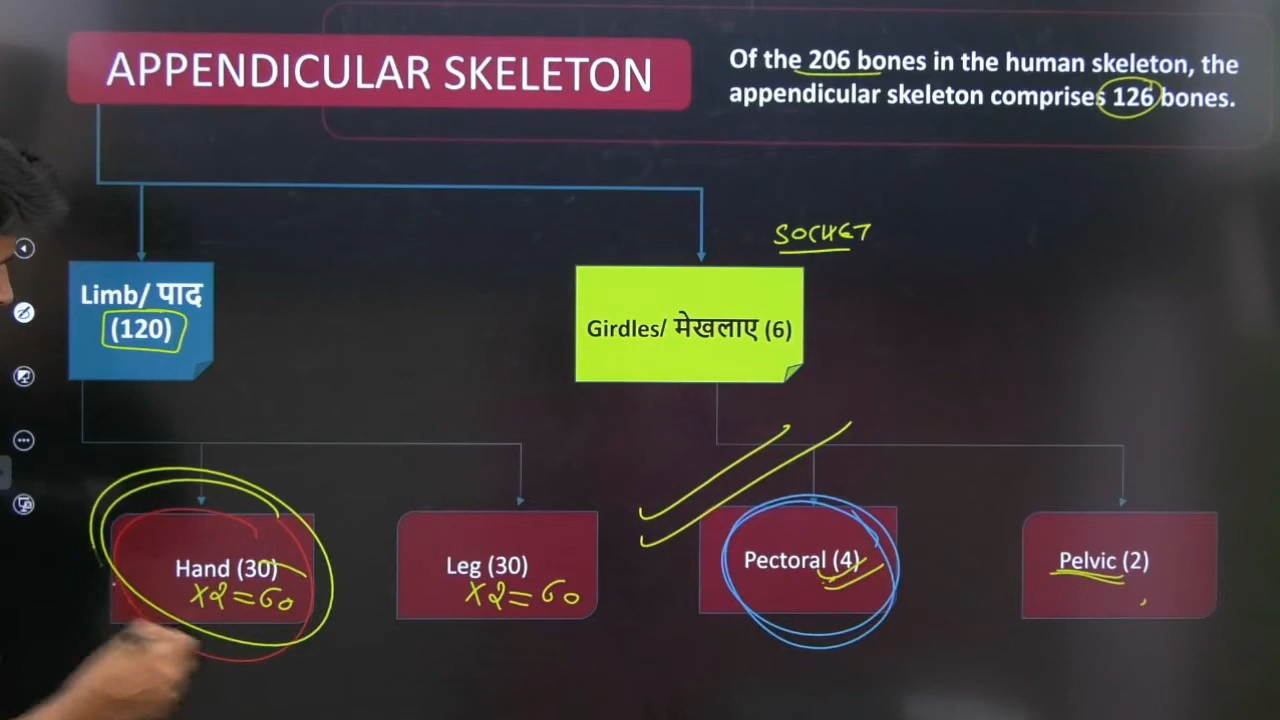 APPENDICULAR SKELETON
Of the 206 bones in the human skeleton, the
appendicular skeleton comprises 126 bones.
SOCKET
Limb/ पाद
(120)
Girdles/ मेखलाए (6)
Hand (30)
x2=60
Leg (30)
x2=60
Pectoral (4)
Pelvic (2)